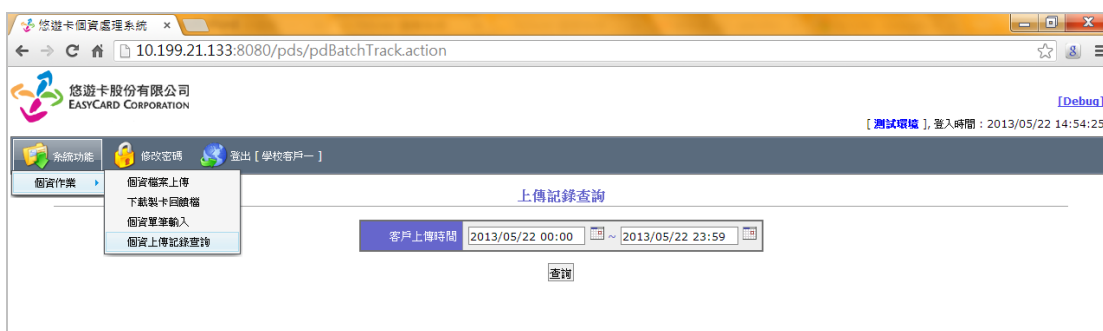 悠遊卡個資處理系統
10.199.21.133:8080/pds/pdBatchTrack.action
悠遊卡股份有限公司
EASYCARD CORPORATION
[Debug]
[ 測試環境 ], 登入時間 : 2013/05/22 14:54:25
系統功能 修改密碼 登出 [ 學校客戶一 ]
個資作業
個資檔案上傳
下載製卡回饋檔
個資單筆輸入
個資上傳記錄查詢
上傳記錄查詢
客戶上傳時間 2013/05/22 00:00 ~ 2013/05/22 23:59
查詢